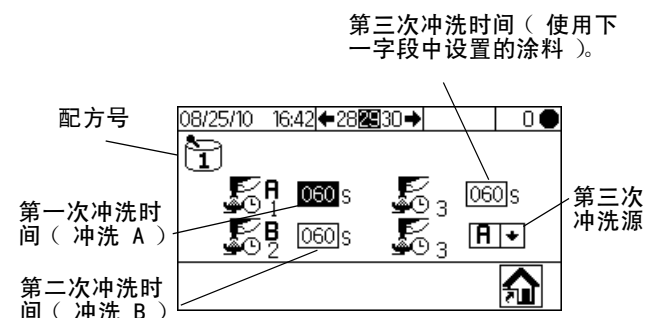 第三次冲洗时间（ 使用下
一字段中设置的涂料 ）。
配方号
08/25/10 16:42 ←28 29 30→ 0
1
A 1 060 s 3 060 s
B 2 060 s 3 A
第一次冲洗时
间（ 冲洗 A ）
第三次
冲洗源
第二次冲洗时
间（ 冲洗 B ）